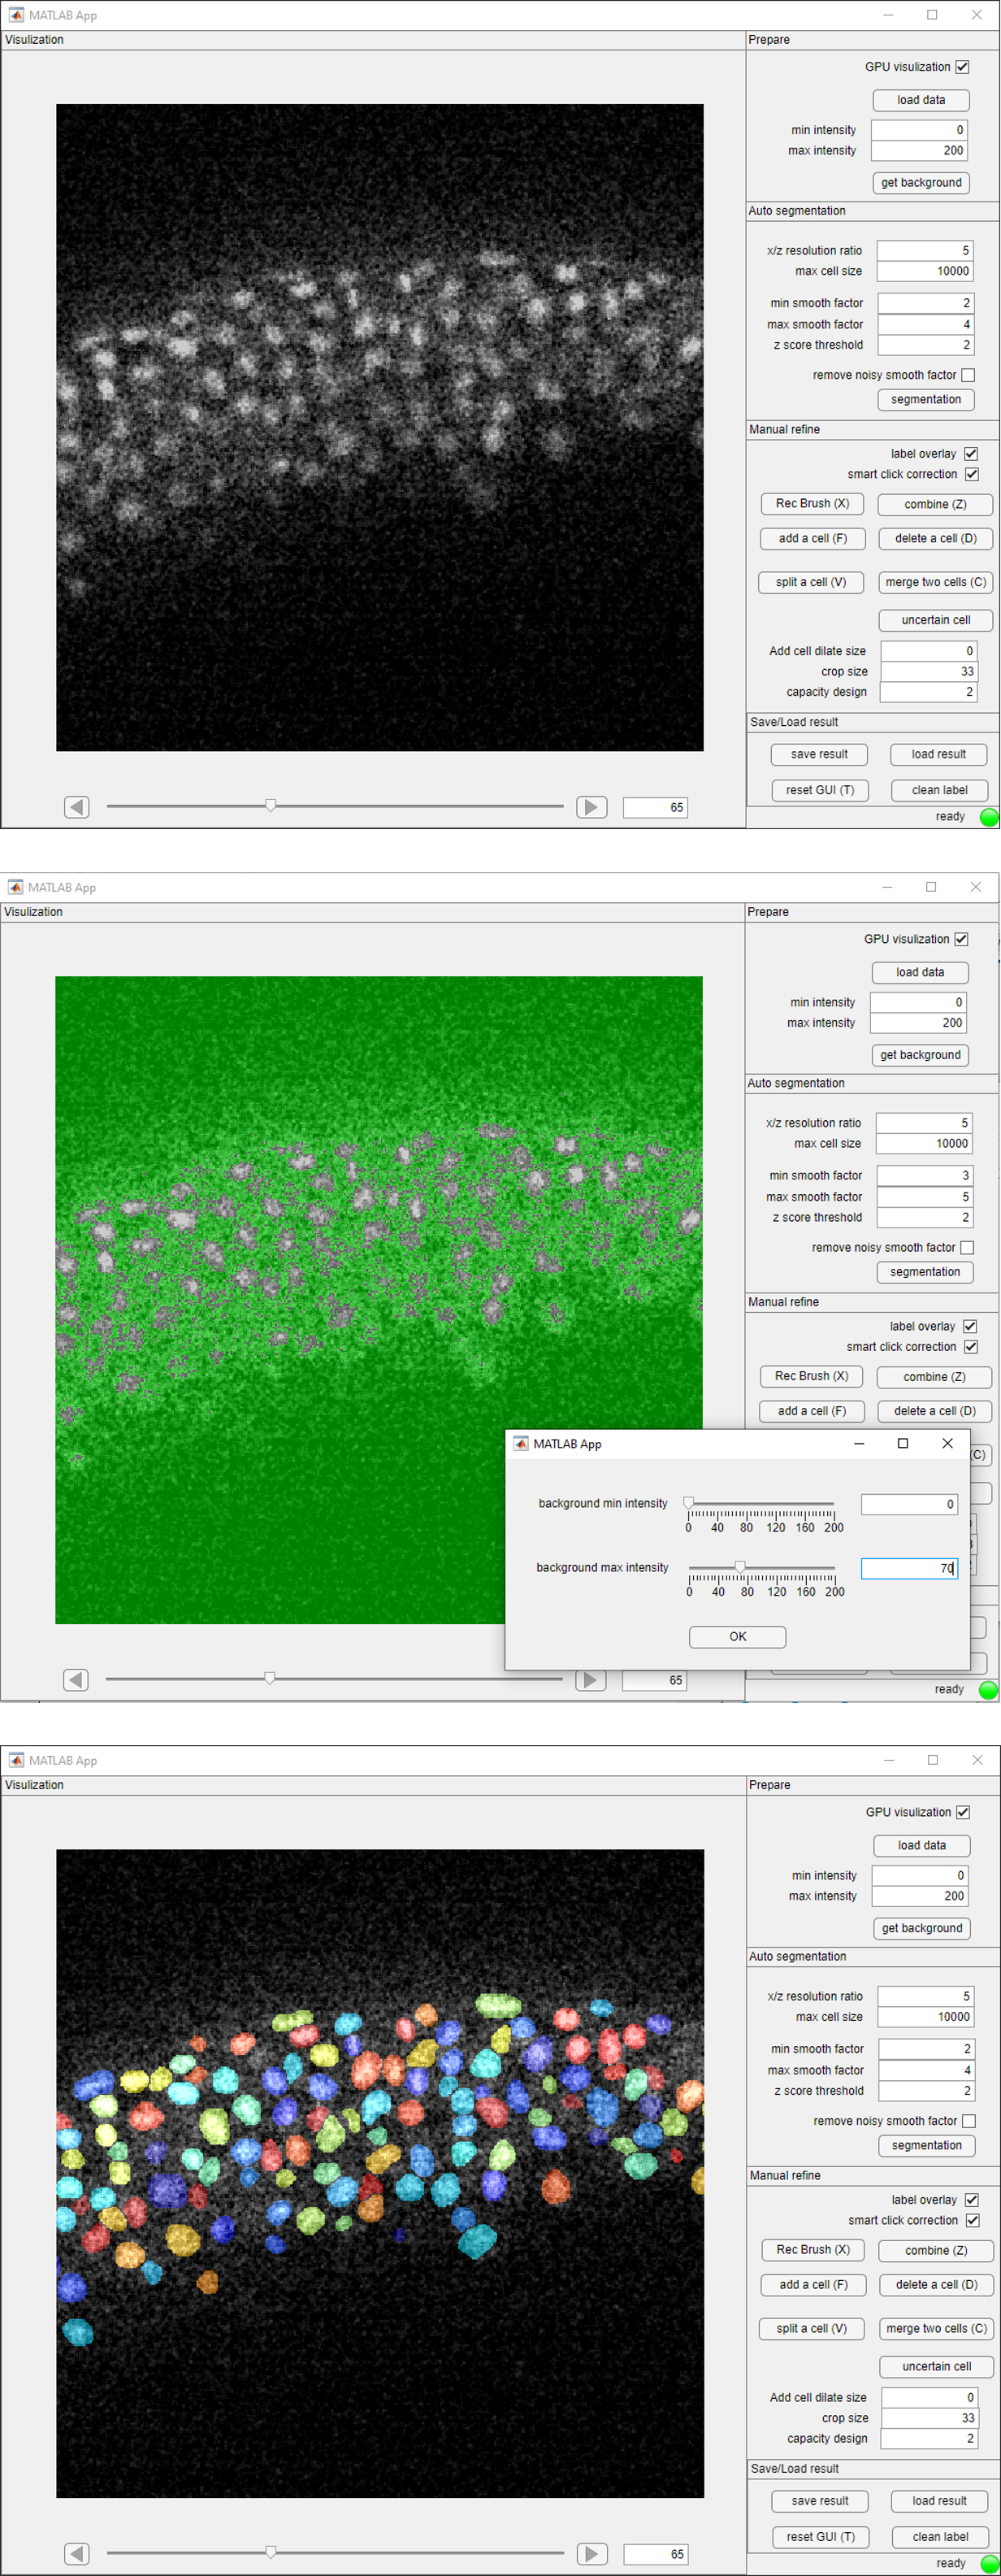 MATLAB App
Visulization
Prepare
GPU visulization
load data
min intensity 0
max intensity 200
get background
Auto segmentation
x/z resolution ratio 5
max cell size 10000
min smooth factor 2
max smooth factor 4
z score threshold 2
remove noisy smooth factor
segmentation
Manual refine
label overlay
smart click correction
Rec Brush (X) combine (Z)
add a cell (F) delete a cell (D)
split a cell (V) merge two cells (C)
uncertain cell
Add cell dilate size 0
crop size 33
capacity design 2
Save/Load result
save result load result
reset GUI (T) clean label
65
ready
MATLAB App
Visulization
Prepare
GPU visulization
load data
min intensity 0
max intensity 200
get background
Auto segmentation
x/z resolution ratio 5
max cell size 10000
min smooth factor 3
max smooth factor 5
z score threshold 2
remove noisy smooth factor
segmentation
Manual refine
label overlay
smart click correction
Rec Brush (X) combine (Z)
add a cell (F) delete a cell (D)
(C)
MATLAB App
background min intensity 0
0 40 80 120 160 200
background max intensity 70
0 40 80 120 160 200
OK
65
ready
MATLAB App
Visulization
Prepare
GPU visulization
load data
min intensity 0
max intensity 200
get background
Auto segmentation
x/z resolution ratio 5
max cell size 10000
min smooth factor 2
max smooth factor 4
z score threshold 2
remove noisy smooth factor
segmentation
Manual refine
label overlay
smart click correction
Rec Brush (X) combine (Z)
add a cell (F) delete a cell (D)
split a cell (V) merge two cells (C)
uncertain cell
Add cell dilate size 0
crop size 33
capacity design 2
Save/Load result
save result load result
reset GUI (T) clean label
65
ready